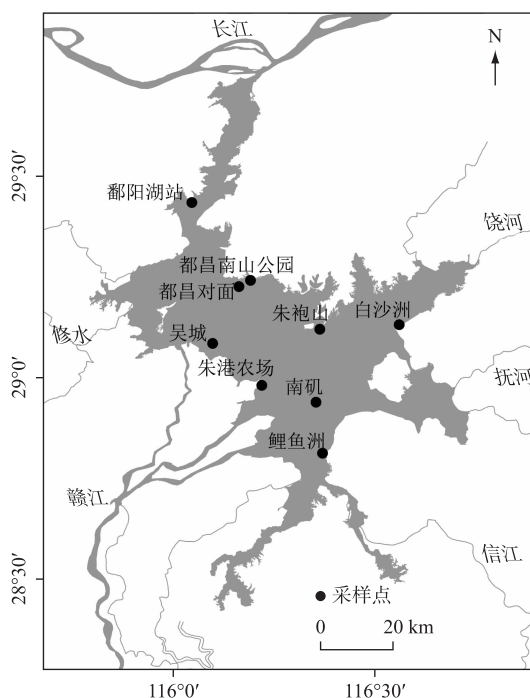 长江
N
29°30′
鄱阳湖站
饶河
都昌南山公园
都昌对面
朱袍山
白沙洲
修水
吴城
29°0′
朱港农场
抚河
南矶
鲤鱼洲
赣江
信江
28°30′
采样点
0 20 km
116°0′ 116°30′